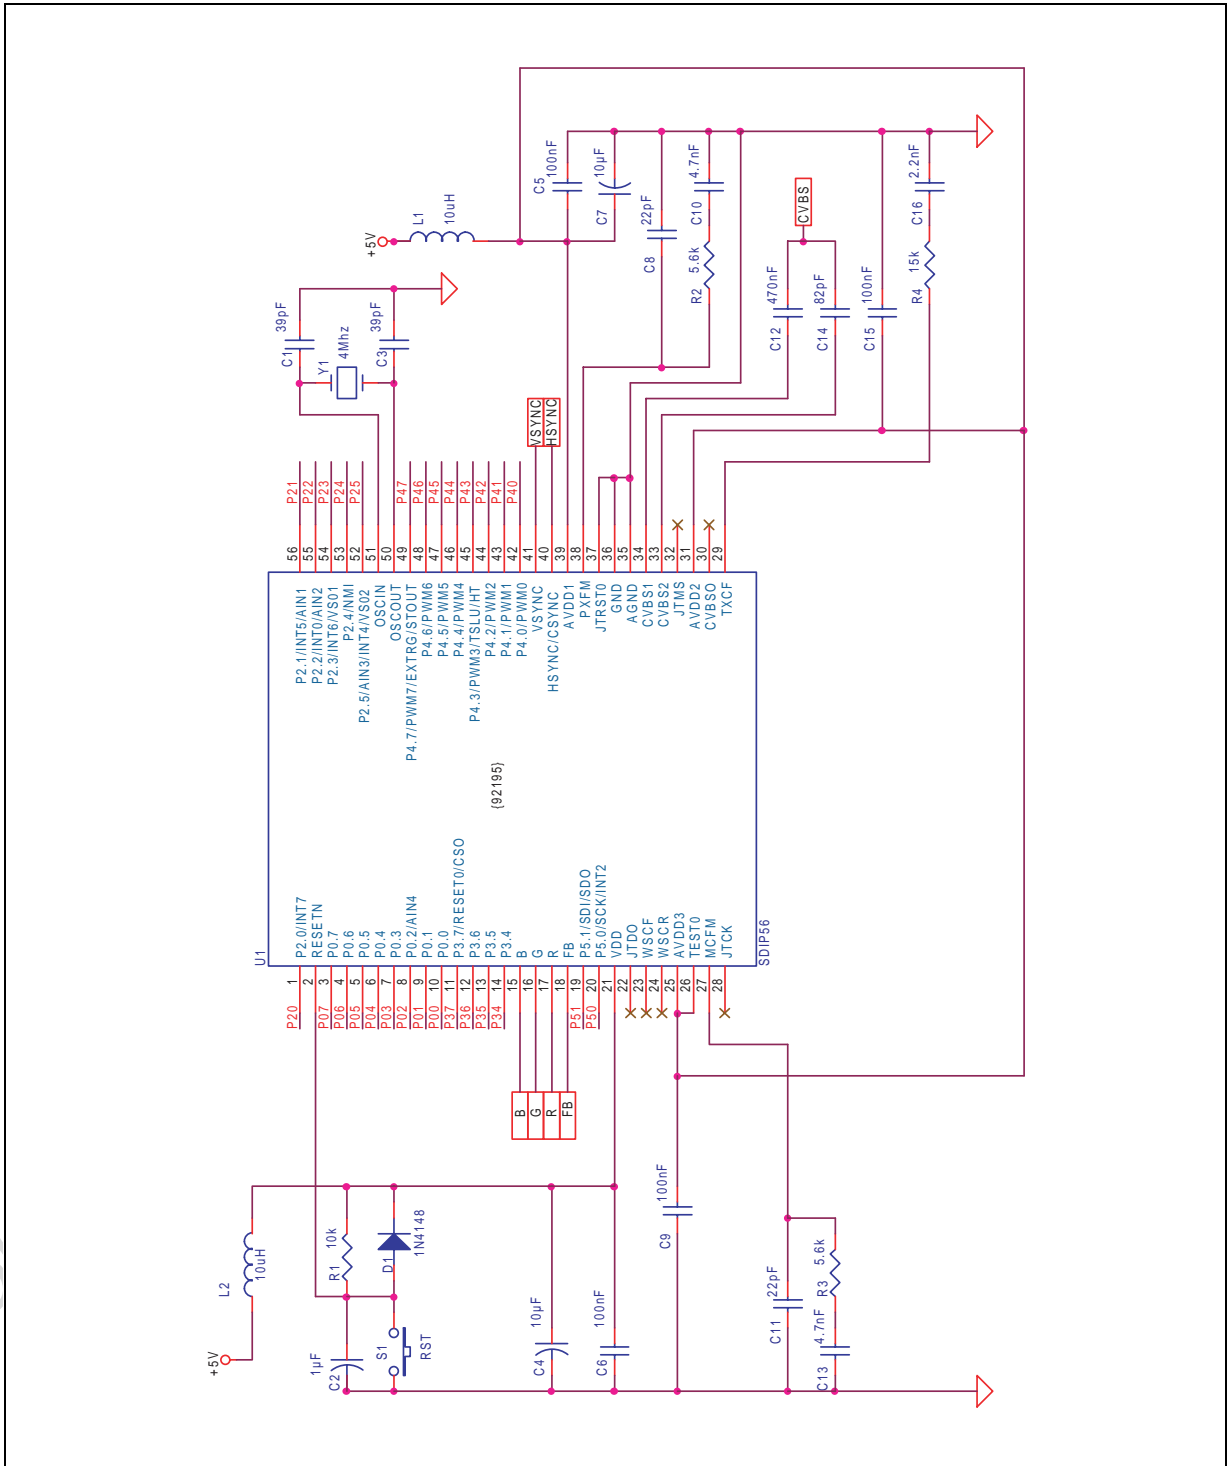 +5V
L1
10uH
C5
100nF
C7
10µF
C8
22pF
C10
4.7nF
R2
5.6k
CVBS
C12
470nF
C14
82pF
C15
100nF
C16
2.2nF
R4
15k
C1
39pF
Y1
4Mhz
C3
39pF
VSYNC
HSYNC
P21
P22
P23
P24
P25
P47
P46
P45
P44
P43
P42
P41
P40
56
55
54
53
52
51
50
49
48
47
46
45
44
43
42
41
40
39
38
37
36
35
34
33
32
31
30
29
P2.1/INT5/AIN1
P2.2/INT0/AIN2
P2.3/INT6/VS01
P2.4/NMI
P2.5/AIN3/INT4/VS02
OSCIN
OSCOUT
P4.7/PWM7/EXTRG/STOUT
P4.6/PWM6
P4.5/PWM5
P4.4/PWM4
P4.3/PWM3/TSLU/HT
P4.2/PWM2
P4.1/PWM1
P4.0/PWM0
VSYNC
HSYNC/CSYNC
AVDD1
PXFM
JTRST0
GND
AGND
CVBS1
CVBS2
JTMS
AVDD2
CVBSO
TXCF
{92195}
U1
SDIP56
P2.0/INT7
RESETN
P0.7
P0.6
P0.5
P0.4
P0.3
P0.2/AIN4
P0.1
P0.0
P3.7/RESET0/CSO
P3.6
P3.5
P3.4
B
G
R
FB
P5.1/SDI/SDO
P5.0/SCK/INT2
VDD
JTDO
WSCF
WSCR
AVDD3
TEST0
MCFM
JTCK
1
2
3
4
5
6
7
8
9
10
11
12
13
14
15
16
17
18
19
20
21
22
23
24
25
26
27
28
P20
P07
P06
P05
P04
P03
P02
P01
P00
P37
P36
P35
P34
P51
P50
B
G
R
FB
+5V
L2
10uH
R1
10k
D1
1N4148
C2
1µF
S1
RST
C4
10µF
C6
100nF
C9
100nF
C11
22pF
R3
5.6k
C13
4.7nF